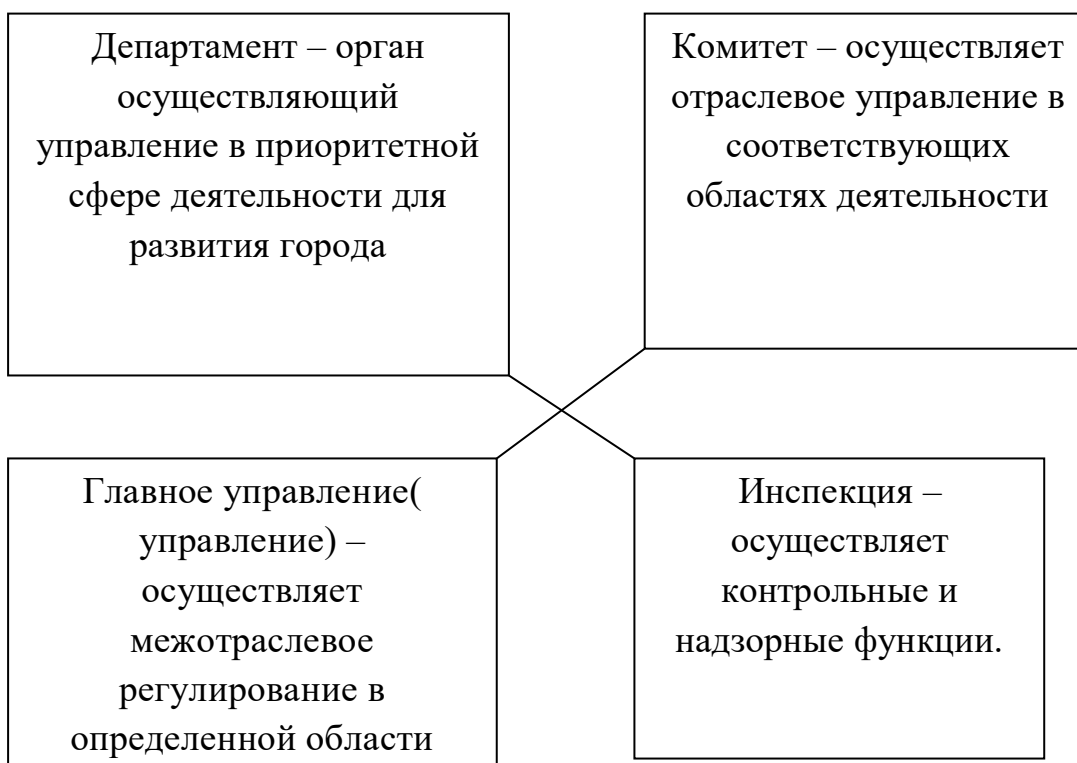 Департамент – орган
осуществляющий
управление в приоритетной
сфере деятельности для
развития города
Комитет – осуществляет
отраслевое управление в
соответствующих
областях деятельности
Главное управление(
управление) –
осуществляет
межотраслевое
регулирование в
определенной области
Инспекция –
осуществляет
контрольные и
надзорные функции.